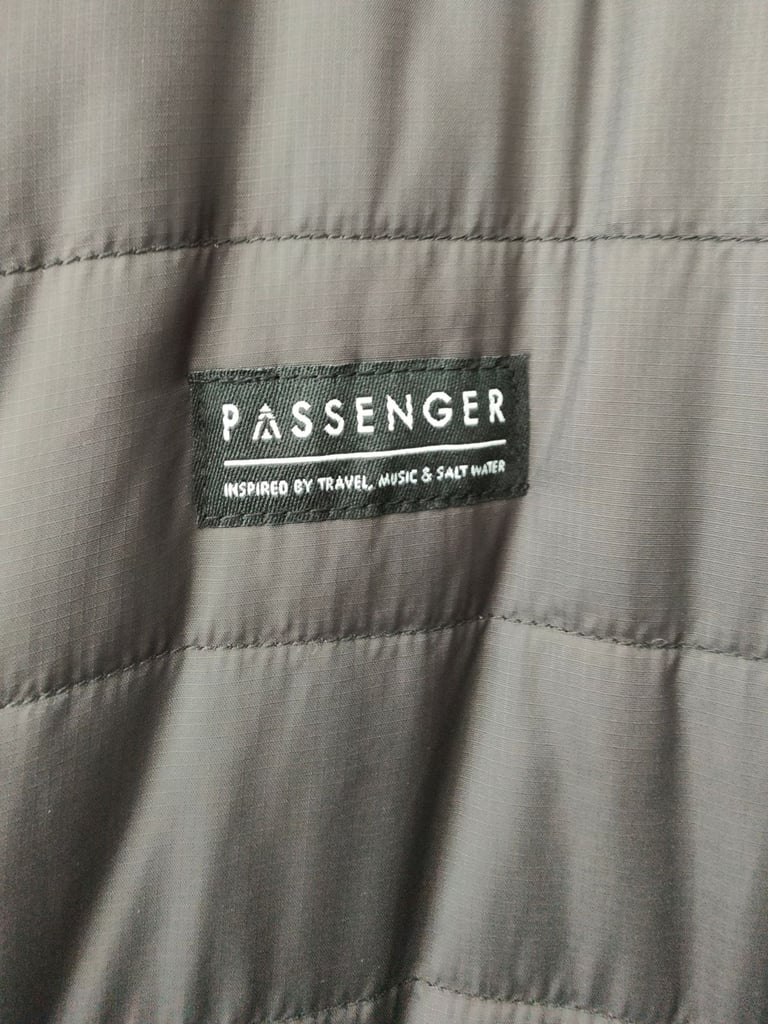 PASSENGER
INSPIRED BY TRAVEL, MUSIC & SALT WATER